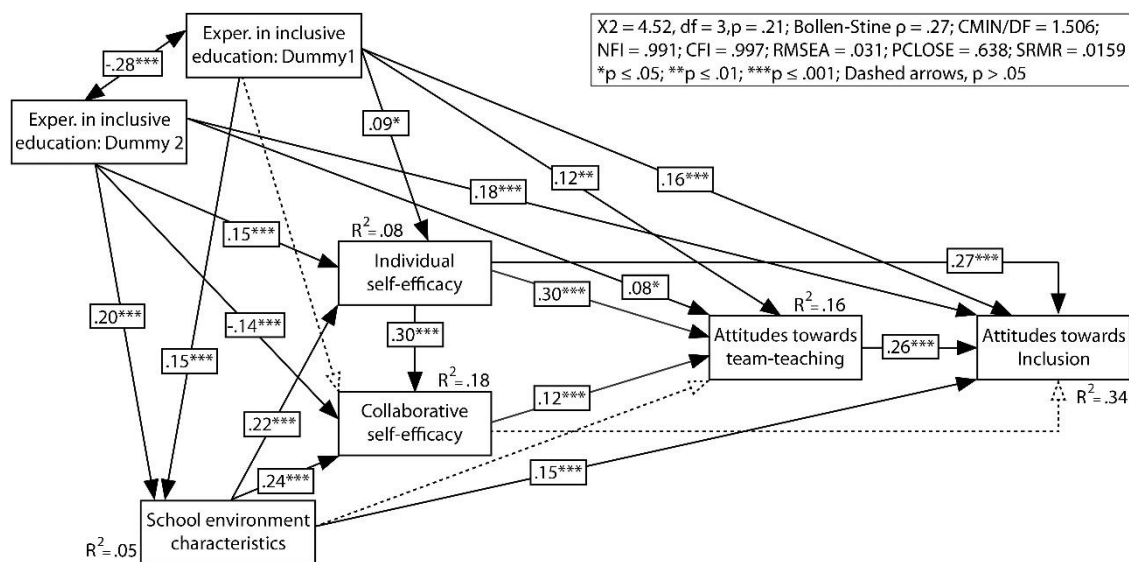 Exper. in inclusive
education: Dummy1
X2 = 4.52, df = 3,p = .21; Bollen-Stine ρ = .27; CMIN/DF = 1.506;
NFI = .991; CFI = .997; RMSEA = .031; PCLOSE = .638; SRMR = .0159
*p ≤ .05; **p ≤ .01; ***p ≤ .001; Dashed arrows, p > .05
-.28***
Exper. in inclusive
education: Dummy 2
.09*
.12**
.16***
.18***
.15***
R²=.08
Individual
self-efficacy
.27***
.30***
.08*
R²=.16
.20***
-.14***
.30***
Attitudes towards
team-teaching
.26***
Attitudes towards
Inclusion
.15***
R²=.18
Collaborative
self-efficacy
.12***
R²=.34
.22***
.24***
.15***
School environment
characteristics
R²=.05